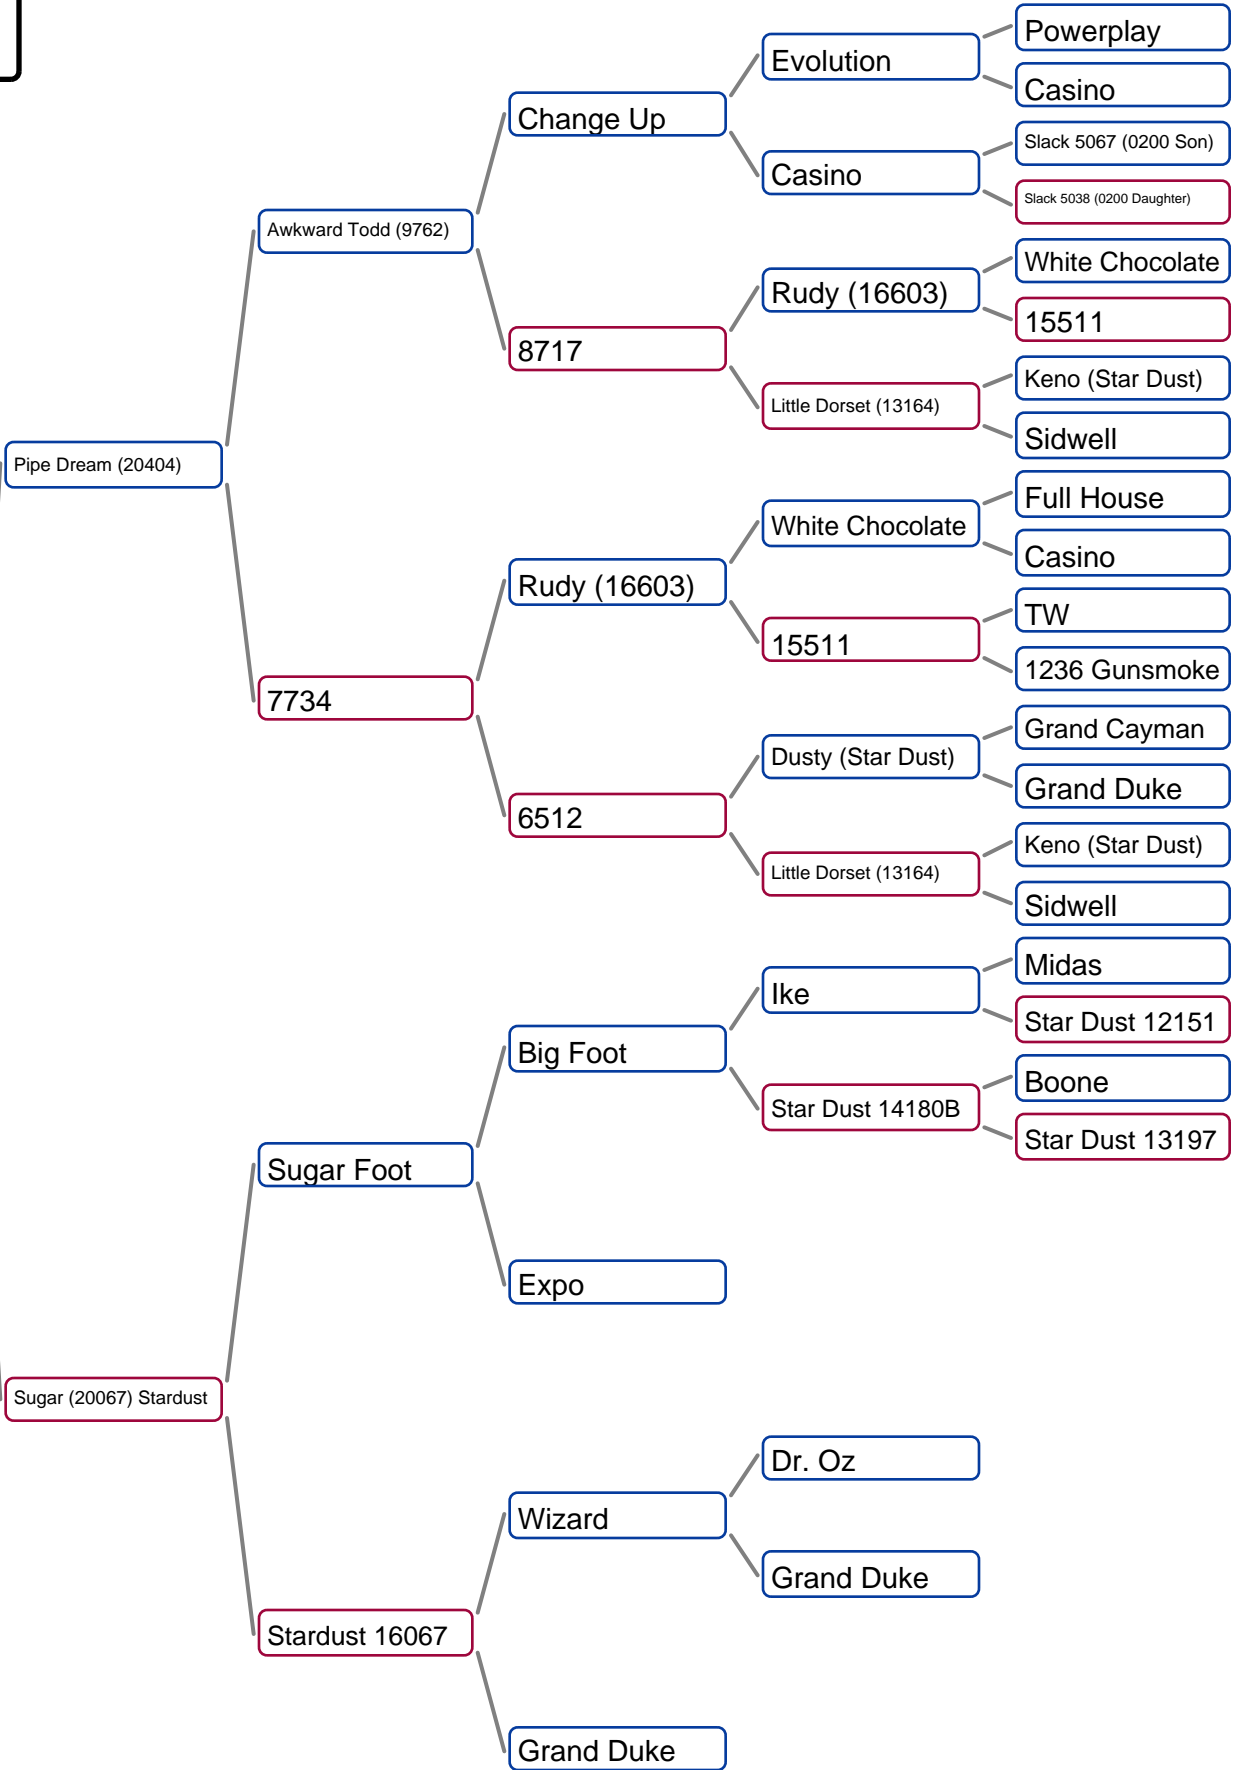 Powerplay
Evolution
Casino
Change Up
Slack 5067 (0200 Son)
Casino
Slack 5038 (0200 Daughter)
Awkward Todd (9762)
White Chocolate
Rudy (16603)
15511
8717
Keno (Star Dust)
Little Dorset (13164)
Sidwell
Pipe Dream (20404)
Full House
White Chocolate
Casino
Rudy (16603)
TW
15511
1236 Gunsmoke
7734
Grand Cayman
Dusty (Star Dust)
Grand Duke
6512
Keno (Star Dust)
Little Dorset (13164)
Sidwell
Midas
Ike
Star Dust 12151
Big Foot
Boone
Star Dust 14180B
Star Dust 13197
Sugar Foot
Expo
Sugar (20067) Stardust
Dr. Oz
Wizard
Grand Duke
Stardust 16067
Grand Duke